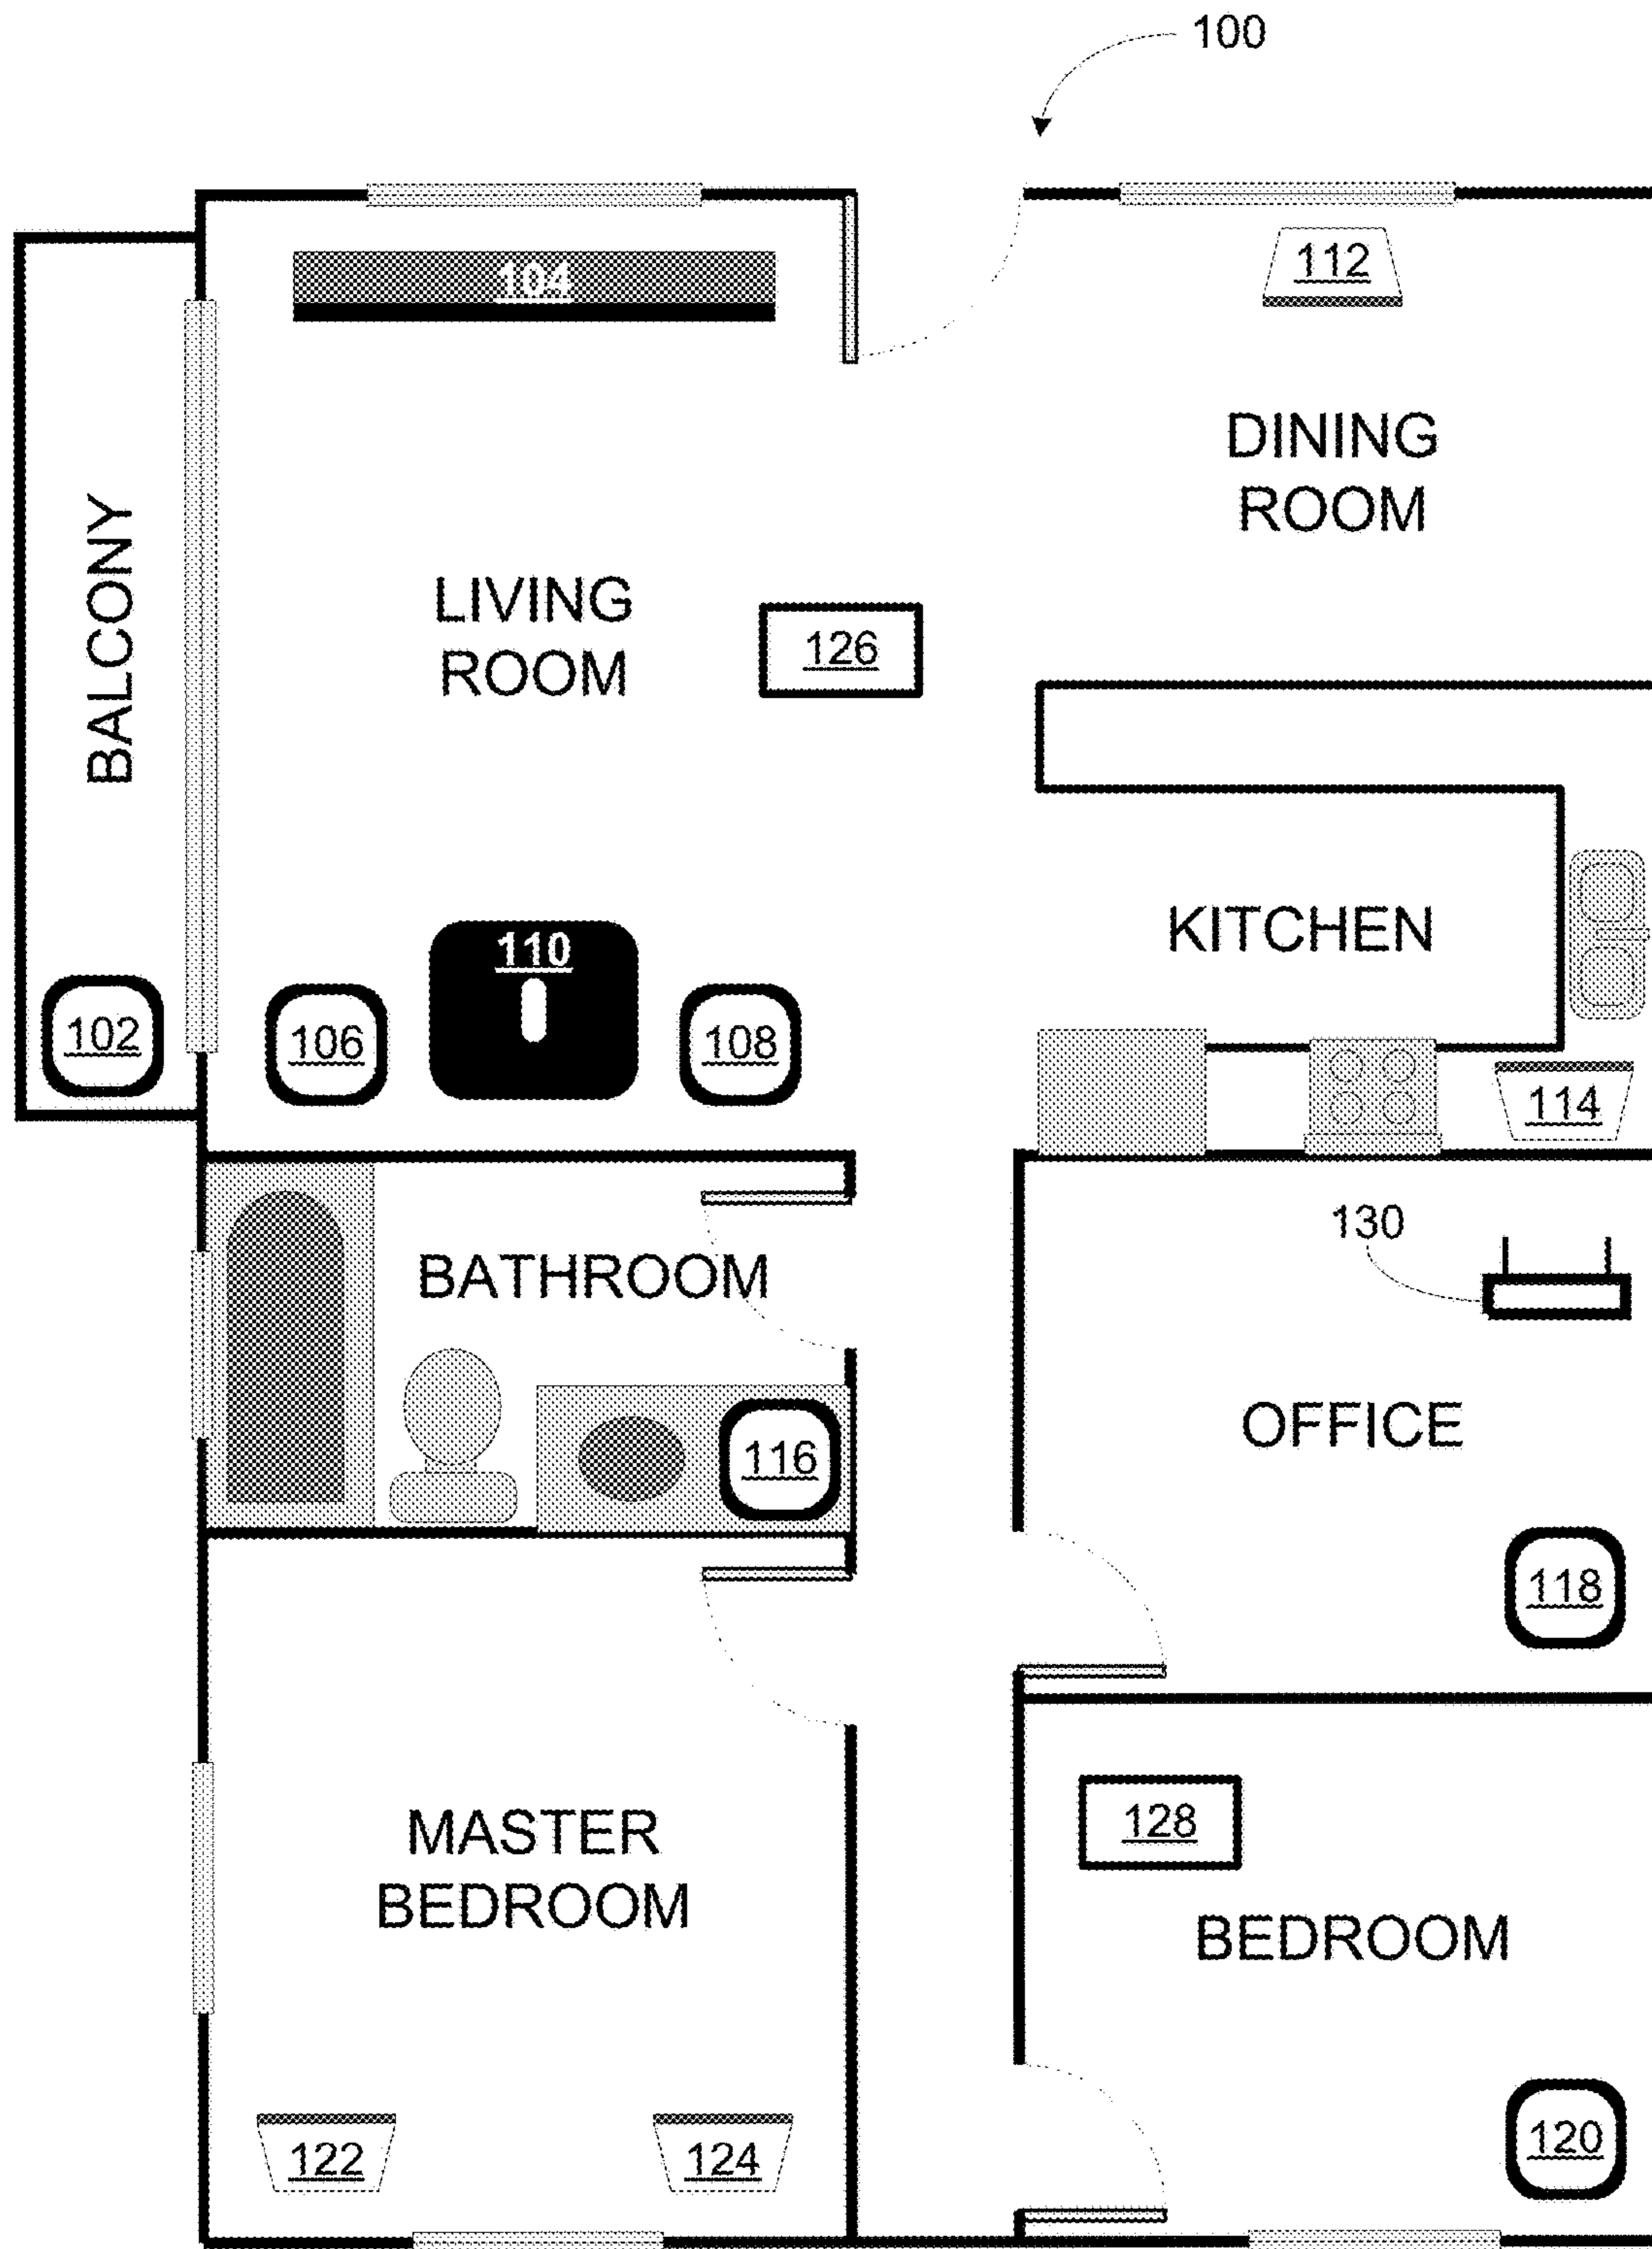 100
104
112
DINING
ROOM
BALCONY
LIVING
ROOM
126
KITCHEN
110
102
106
108
114
130
BATHROOM
OFFICE
116
118
MASTER
BEDROOM
128
BEDROOM
122
124
120